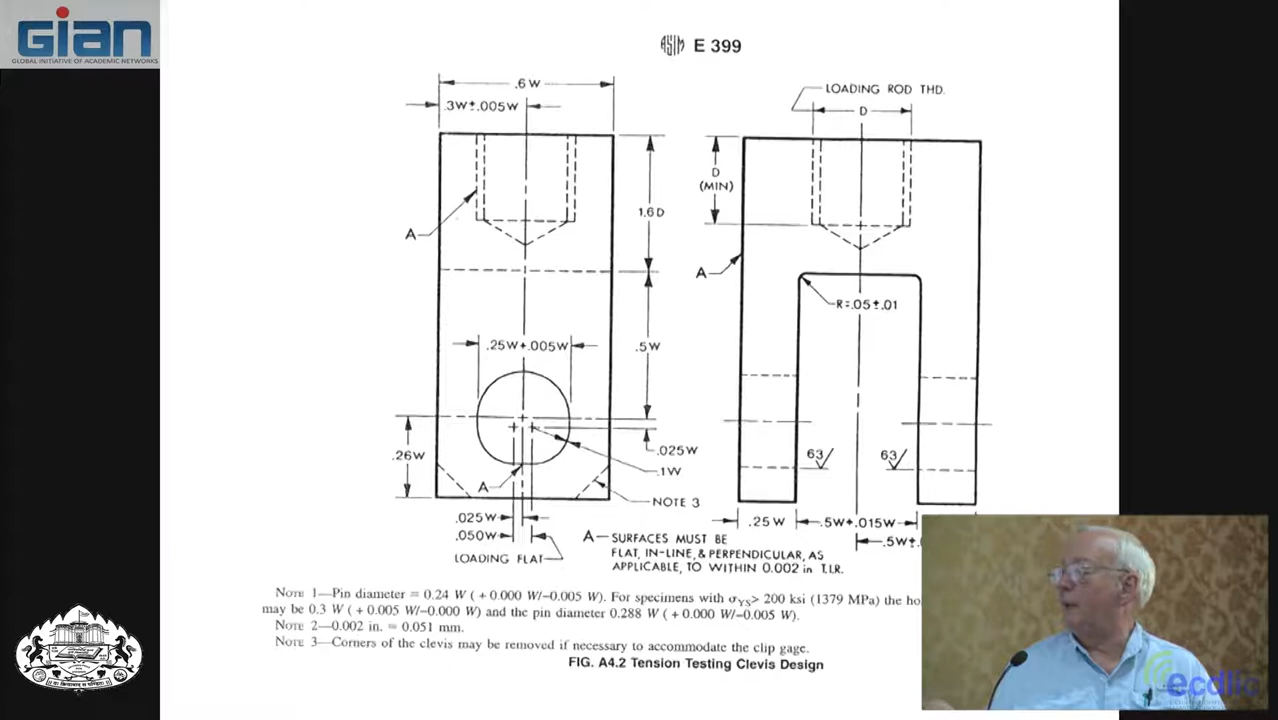 GIAN
GLOBAL INITIATIVE OF ACADEMIC NETWORKS
ASTM E 399
.6 W
.3W±.005W
LOADING ROD THD.
D
D
(MIN)
1.6 D
A
A
R=.05±.01
.25W+.005W
.5W
.26W
.025W
.1W
63
63
A
NOTE 3
.025W
.050W
LOADING FLAT
.25 W
.5W+.015W
.5W±.0
A—SURFACES MUST BE
FLAT, IN-LINE, & PERPENDICULAR, AS
APPLICABLE, TO WITHIN 0.002 in T.I.R.
NOTE 1—Pin diameter = 0.24 W ( + 0.000 W/−0.005 W). For specimens with σYS> 200 ksi (1379 MPa) the ho
may be 0.3 W ( + 0.005 W/−0.000 W) and the pin diameter 0.288 W ( + 0.000 W/−0.005 W).
NOTE 2—0.002 in. = 0.051 mm.
NOTE 3—Corners of the clevis may be removed if necessary to accommodate the clip gage.
FIG. A4.2 Tension Testing Clevis Design
ecdlic